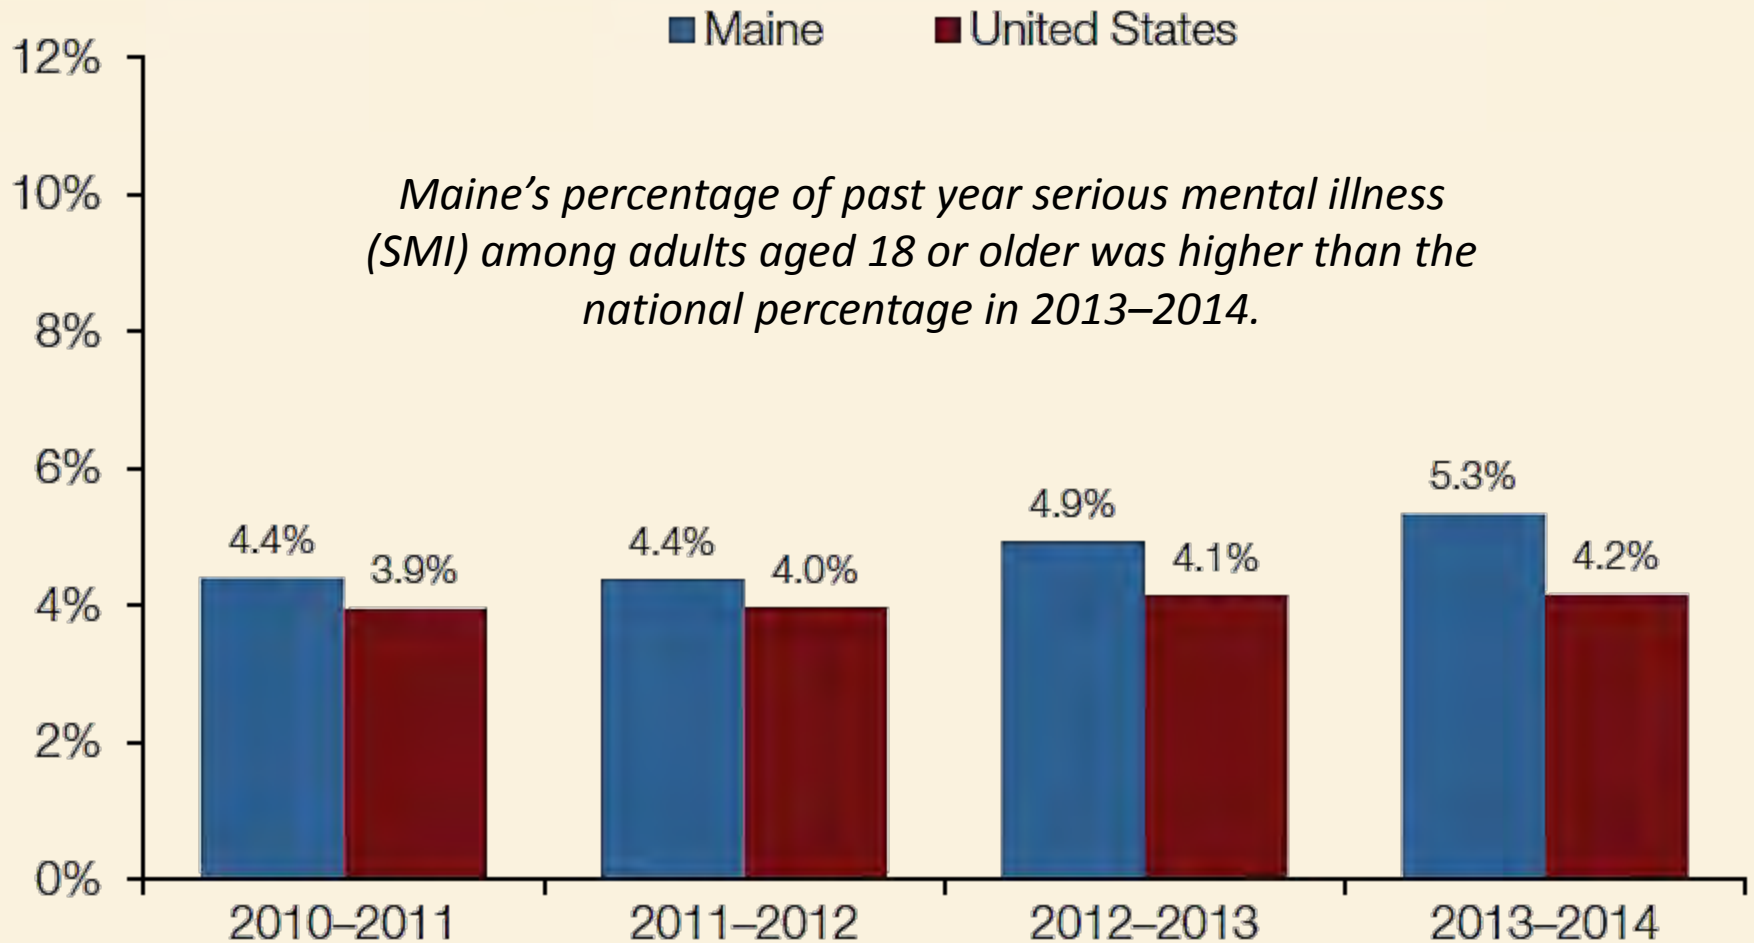 Maine United States
12%
10%
8%
6%
4%
2%
0%
Maine’s percentage of past year serious mental illness
(SMI) among adults aged 18 or older was higher than the
national percentage in 2013–2014.
4.4% 3.9% 4.4% 4.0% 4.9% 4.1% 5.3% 4.2%
2010–2011 2011–2012 2012–2013 2013–2014